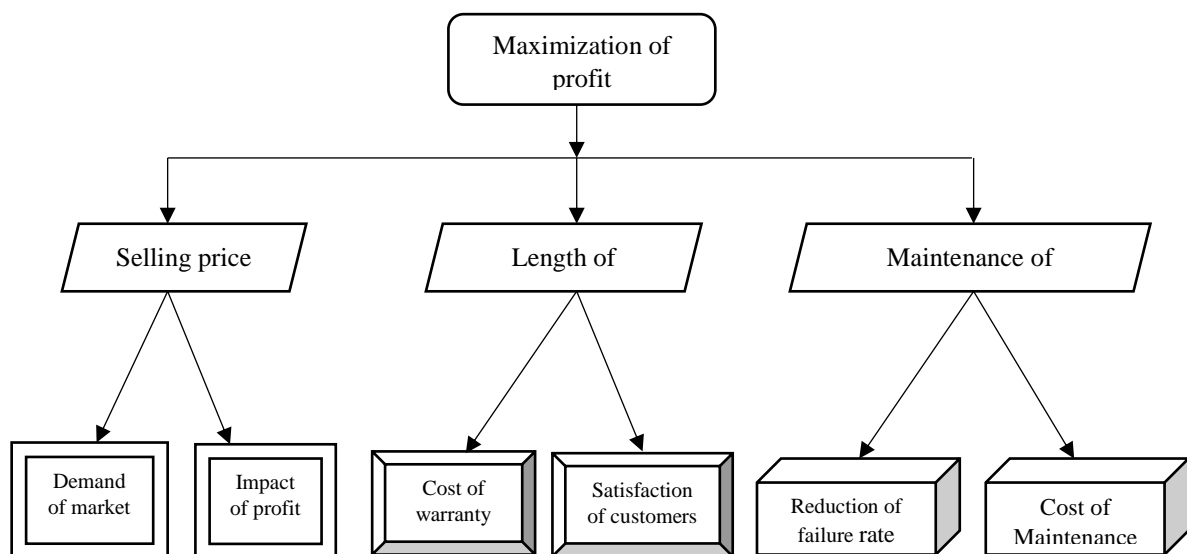 Maximization of
profit
Selling price
Length of
Maintenance of
Demand
of market
Impact
of profit
Cost of
warranty
Satisfaction
of customers
Reduction of
failure rate
Cost of
Maintenance